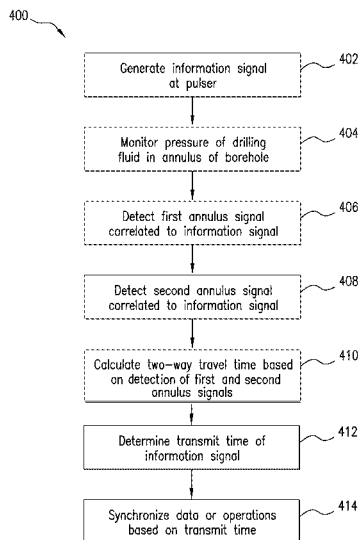 400
Generate information signal
at pulser
402
Monitor pressure of drilling
fluid in annulus of borehole
404
Detect first annulus signal
correlated to information signal
406
Detect second annulus signal
correlated to information signal
408
Calculate two-way travel time based
on detection of first and second
annulus signals
410
Determine transmit time of
information signal
412
Synchronize data or operations
based on transmit time
414